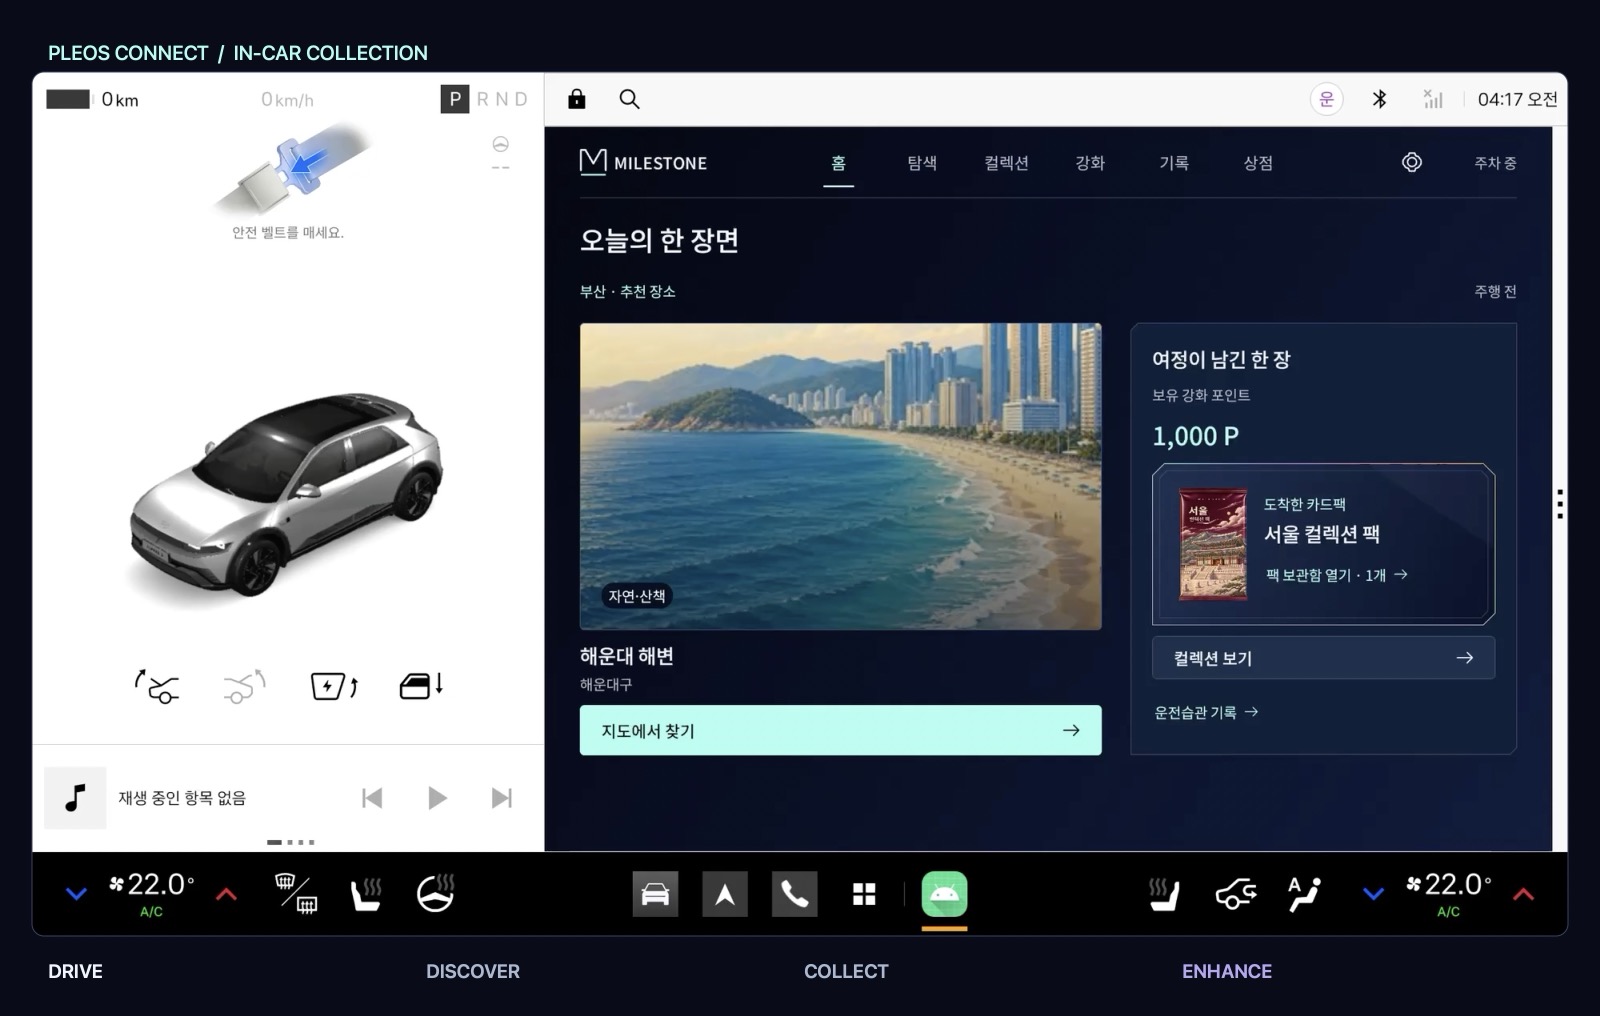 PLEOS CONNECT / IN-CAR COLLECTION
0 km
0 km/h
P R N D
운
04:17 오전
--
안전 벨트를 매세요.
MILESTONE
홈
탐색
컬렉션
강화
기록
상점
주차 중
오늘의 한 장면
부산 · 추천 장소
주행 전
자연·산책
해운대 해변
해운대구
지도에서 찾기
여정이 남긴 한 장
보유 강화 포인트
1,000 P
서울
도착한 카드팩
서울 컬렉션 팩
팩 보관함 열기 · 1개
컬렉션 보기
운전습관 기록
재생 중인 항목 없음
22.0°
A/C
A
22.0°
A/C
DRIVE
DISCOVER
COLLECT
ENHANCE